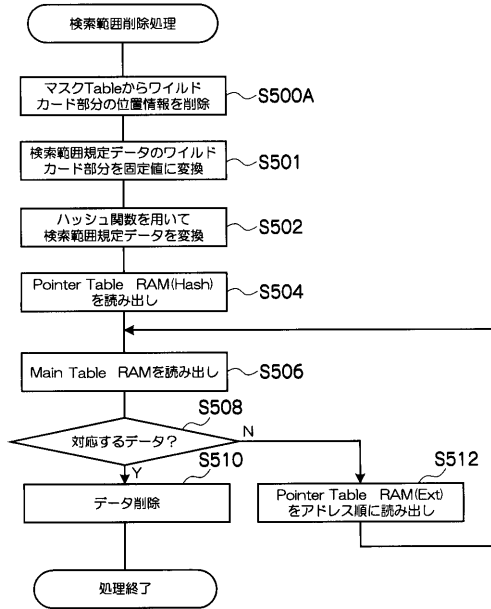 検索範囲削除処理
マスクTableからワイルド
カード部分の位置情報を削除
S500A
検索範囲規定データのワイルド
カード部分を固定値に変換
S501
ハッシュ関数を用いて
検索範囲規定データを変換
S502
Pointer Table RAM(Hash)
を読み出し
S504
Main Table RAMを読み出し
S506
S508
対応するデータ?
N
Y
S510
データ削除
S512
Pointer Table RAM(Ext)
をアドレス順に読み出し
処理終了